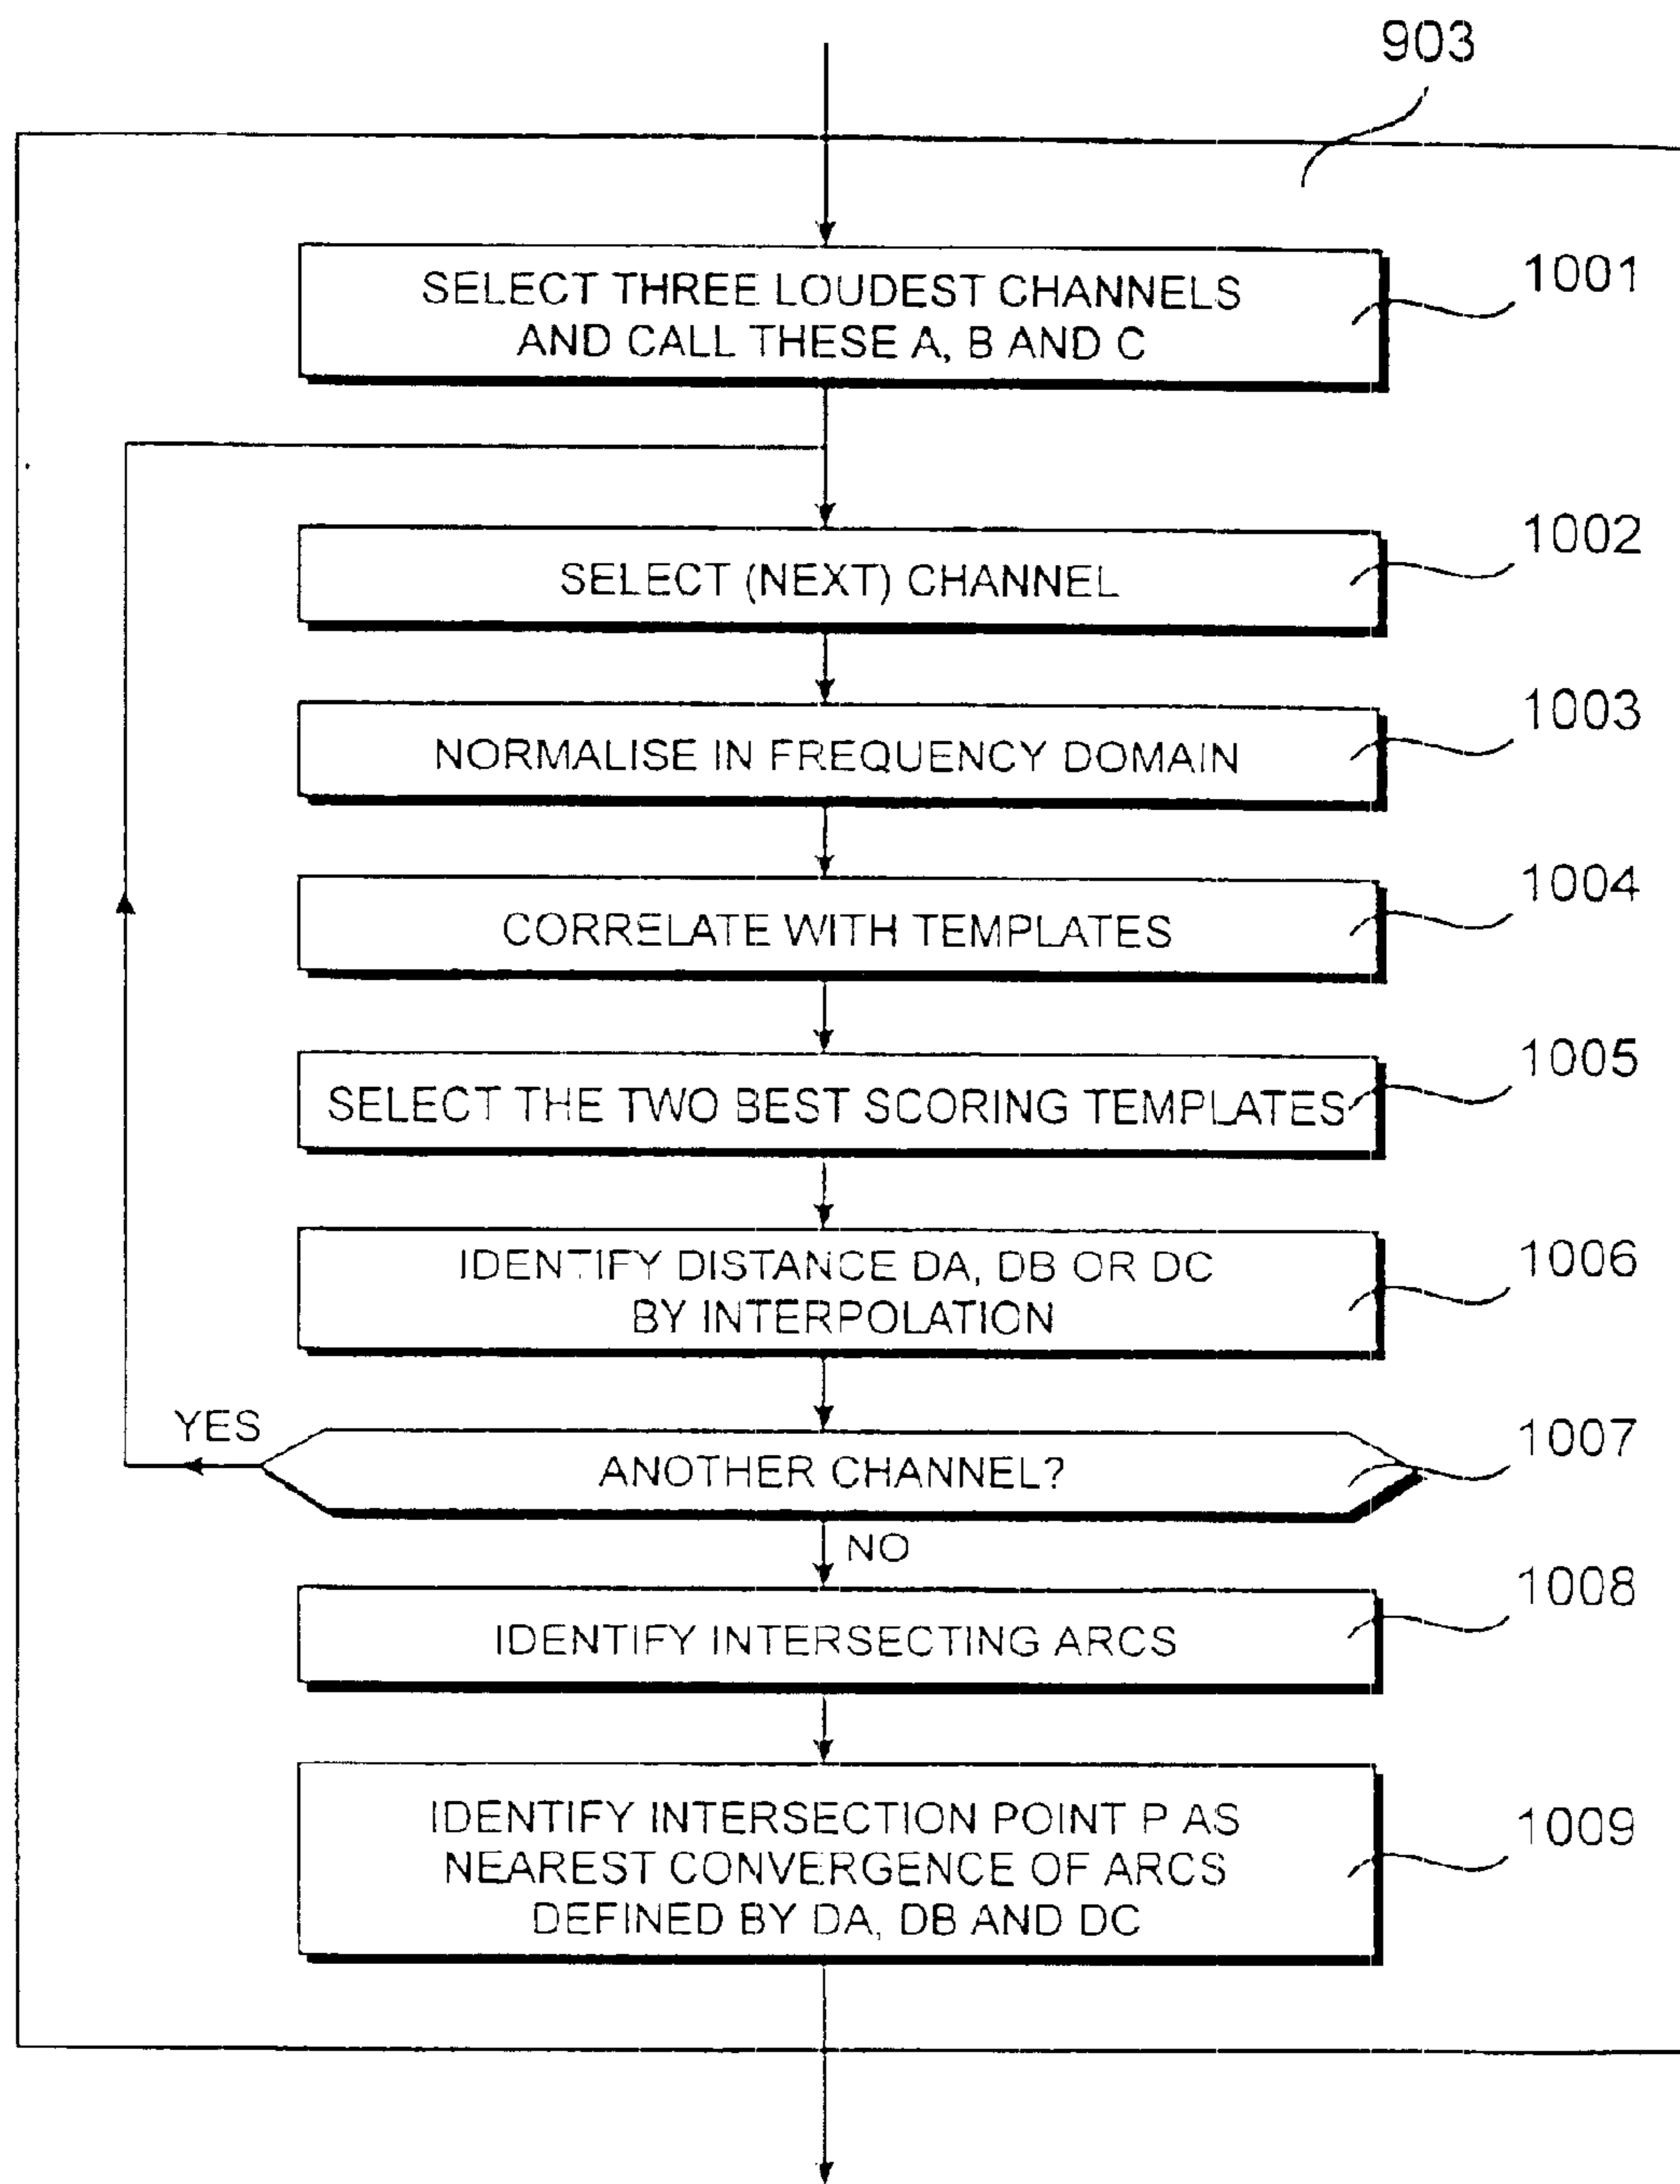 903
SELECT THREE LOUDEST CHANNELS
AND CALL THESE A, B AND C
1001
SELECT (NEXT) CHANNEL
1002
NORMALISE IN FREQUENCY DOMAIN
1003
CORRELATE WITH TEMPLATES
1004
SELECT THE TWO BEST SCORING TEMPLATES
1005
IDENTIFY DISTANCE DA, DB OR DC
BY INTERPOLATION
1006
YES
ANOTHER CHANNEL?
1007
NO
IDENTIFY INTERSECTING ARCS
1008
IDENTIFY INTERSECTION POINT P AS
NEAREST CONVERGENCE OF ARCS
DEFINED BY DA, DB AND DC
1009